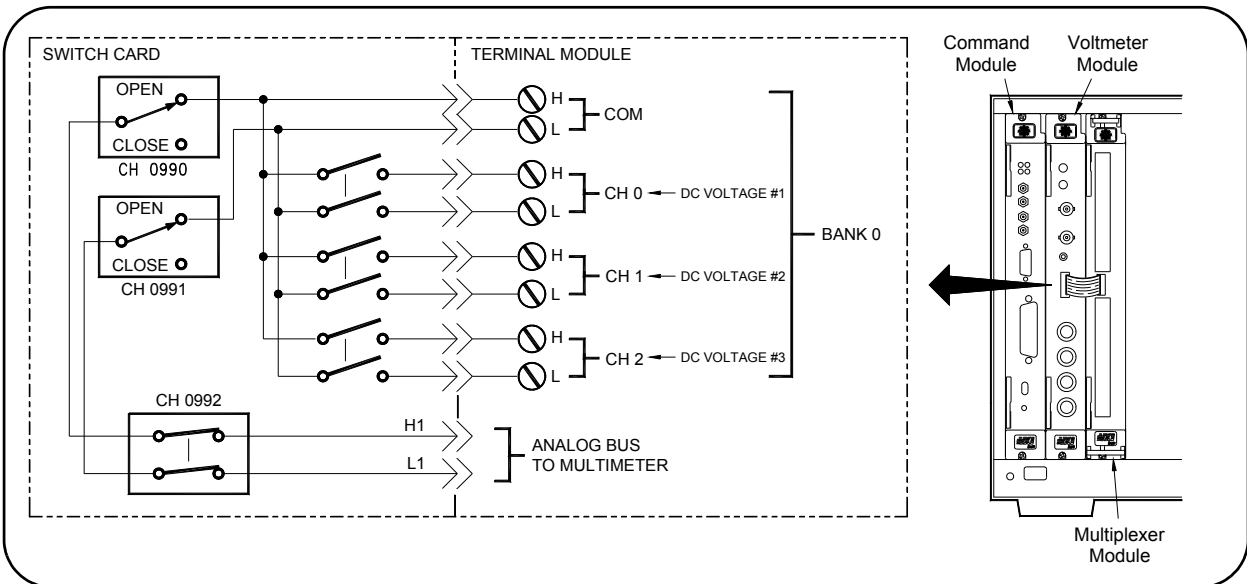 SWITCH CARD
TERMINAL MODULE
OPEN
CLOSE
CH 0990
OPEN
CLOSE
CH 0991
CH 0992
H
L
COM
H
L
CH 0
DC VOLTAGE #1
H
L
CH 1
DC VOLTAGE #2
H
L
CH 2
DC VOLTAGE #3
BANK 0
H1
L1
ANALOG BUS
TO MULTIMETER
Command
Module
Voltmeter
Module
Multiplexer
Module